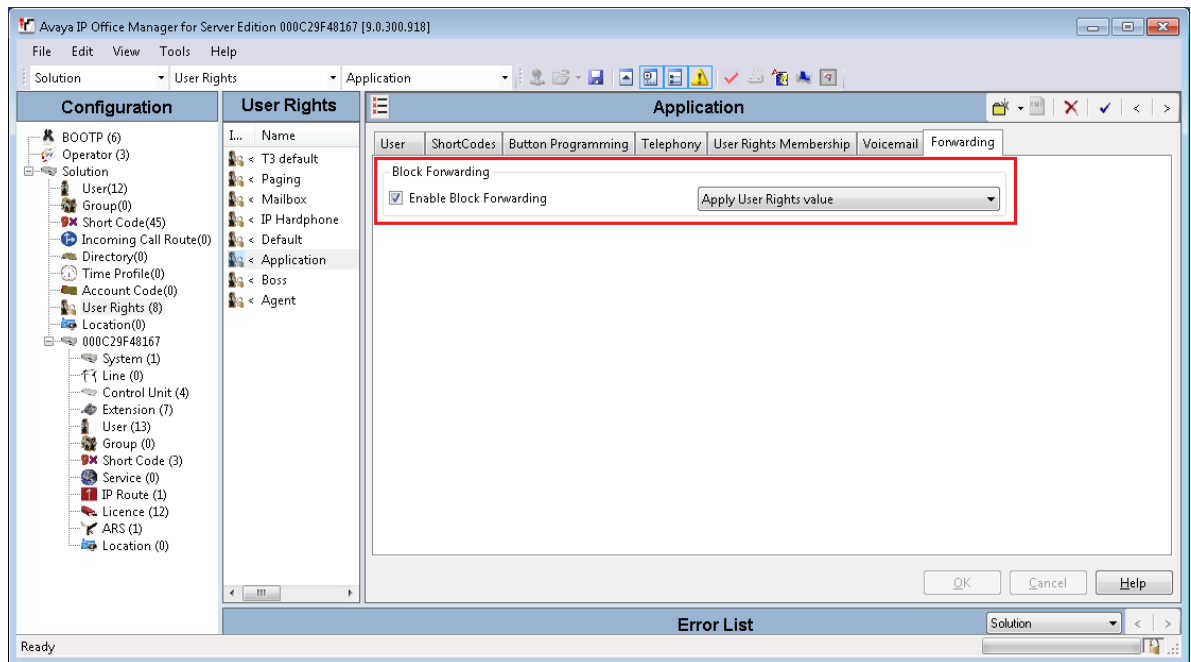 Avaya IP Office Manager for Server Edition 000C29F48167 [9.0.300.918]
File Edit View Tools Help
Solution User Rights Application
Configuration
BOOTP (6)
Operator (3)
Solution
User(12)
Group(0)
Short Code(45)
Incoming Call Route(0)
Directory(0)
Time Profile(0)
Account Code(0)
User Rights (8)
Location(0)
000C29F48167
System (1)
Line (0)
Control Unit (4)
Extension (7)
User (13)
Group (0)
Short Code (3)
Service (0)
IP Route (1)
Licence (12)
ARS (1)
Location (0)
User Rights
I... Name
< T3 default
< Paging
< Mailbox
< IP Hardphone
< Default
< Application
< Boss
< Agent
Application
User ShortCodes Button Programming Telephony User Rights Membership Voicemail Forwarding
Block Forwarding
Enable Block Forwarding Apply User Rights value
OK Cancel Help
Error List Solution
Ready